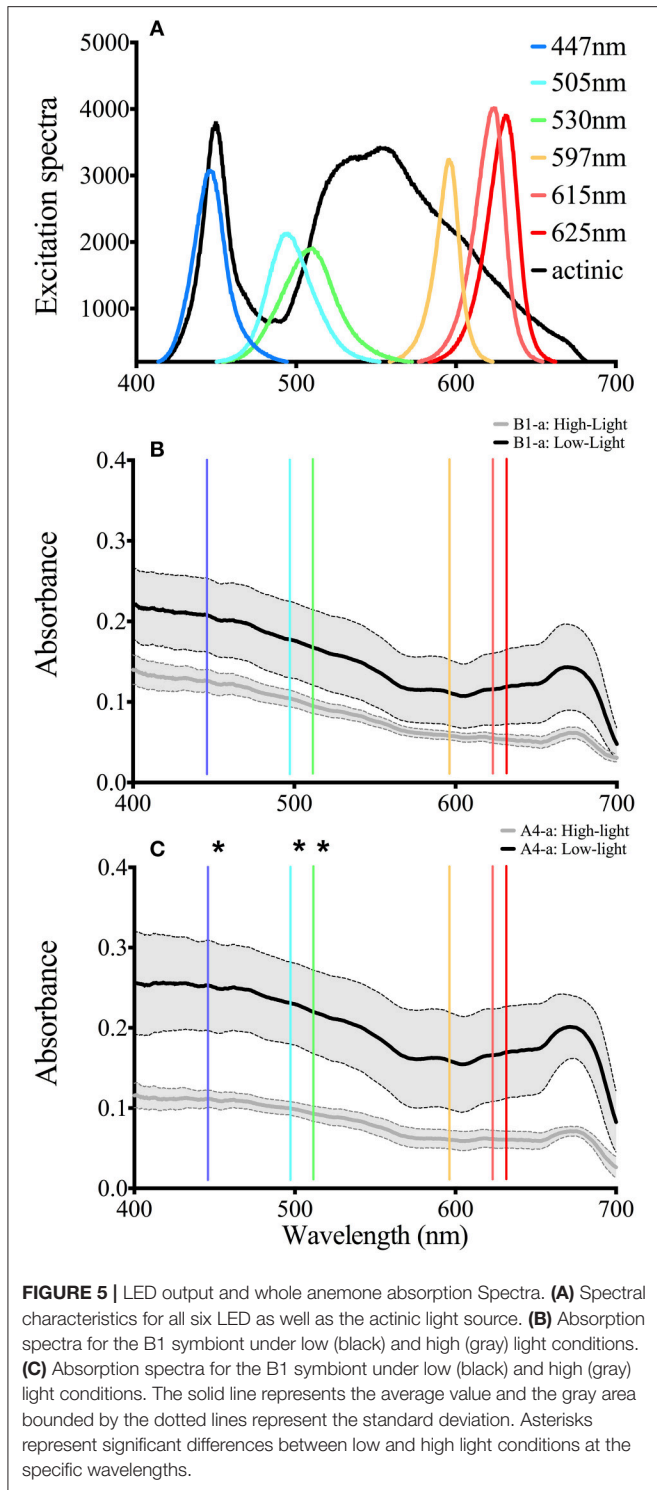 A
5000
4000
3000
2000
1000
Excitation spectra
447nm
505nm
530nm
597nm
615nm
625nm
actinic
400 500 600 700
B
B1-a: High-Light
B1-a: Low-Light
0.4
0.3
0.2
0.1
0.0
Absorbance
400 500 600 700
C
* * *
A4-a: High-light
A4-a: Low-light
0.4
0.3
0.2
0.1
0.0
Absorbance
400 500 600 700
Wavelength (nm)
FIGURE 5 | LED output and whole anemone absorption Spectra. (A) Spectral
characteristics for all six LED as well as the actinic light source. (B) Absorption
spectra for the B1 symbiont under low (black) and high (gray) light conditions.
(C) Absorption spectra for the B1 symbiont under low (black) and high (gray)
light conditions. The solid line represents the average value and the gray area
bounded by the dotted lines represent the standard deviation. Asterisks
represent significant differences between low and high light conditions at the
specific wavelengths.